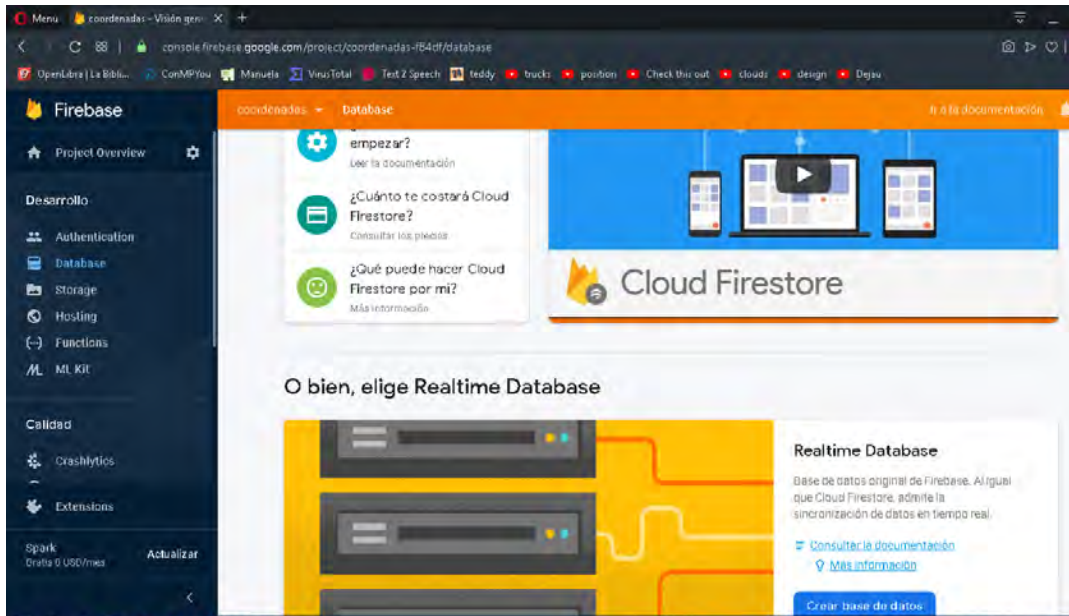 Menu coordenadas – Visión gen
console.firebase.google.com/project/coordenadas-f84df/database
OpenLibra | La Bibli... ConMPYou Manuela VirusTotal Text 2 Speech teddy trucks position Check this out clouds design Dejau
Firebase
coordenadas Database
Ir a la documentación
Project Overview
Desarrollo
Authentication
Database
Storage
Hosting
Functions
ML Kit
Calidad
Crashlytics
Extensions
Spark
Gratis 0 USD/mes
Actualizar
empezar?
Leer la documentación
¿Cuánto te costará Cloud
Firestore?
Consultar los precios
¿Qué puede hacer Cloud
Firestore por mi?
Más información
Cloud Firestore
O bien, elige Realtime Database
Realtime Database
Base de datos original de Firebase. Al igual
que Cloud Firestore, admite la
sincronización de datos en tiempo real.
Consultar la documentación
Más información
Crear base de datos